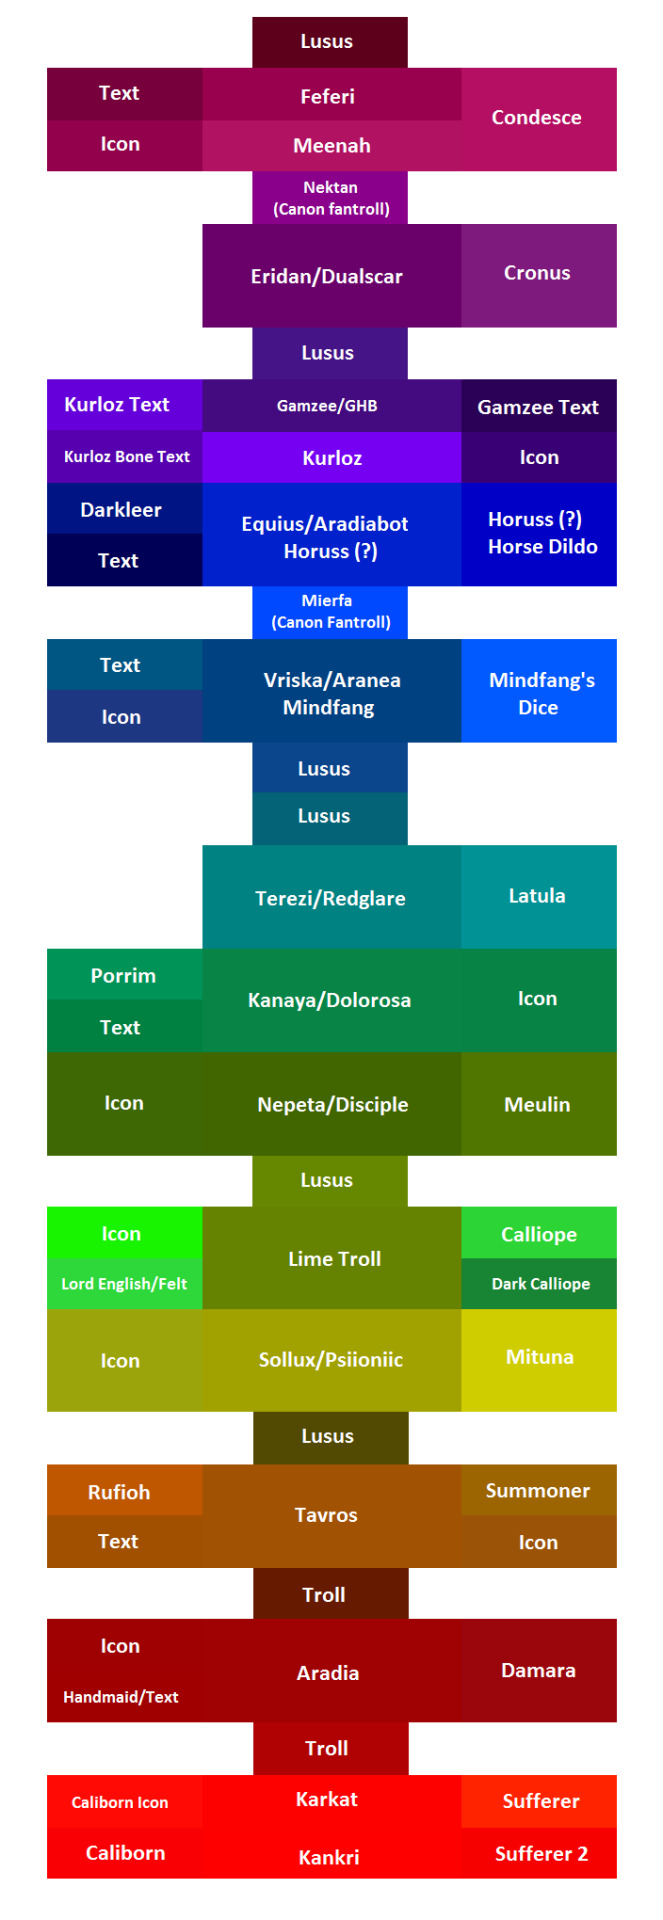 Lusus
Text
Feferi
Condesce
Icon
Meenah
Nektan
(Canon fantroll)
Eridan/Dualscar
Cronus
Lusus
Kurloz Text
Gamzee/GHB
Gamzee Text
Kurloz Bone Text
Kurloz
Icon
Darkleer
Equius/Aradiabot
Horuss (?)
Horuss (?)
Horse Dildo
Text
Mierfa
(Canon Fantroll)
Text
Vriska/Aranea
Mindfang
Mindfang's
Dice
Icon
Lusus
Lusus
Terezi/Redglare
Latula
Porrim
Kanaya/Dolorosa
Icon
Text
Icon
Nepeta/Disciple
Meulin
Lusus
Icon
Lime Troll
Calliope
Lord English/Felt
Dark Calliope
Icon
Sollux/Psiioniic
Mituna
Lusus
Rufioh
Tavros
Summoner
Text
Icon
Troll
Icon
Aradia
Damara
Handmaid/Text
Troll
Caliborn Icon
Karkat
Sufferer
Caliborn
Kankri
Sufferer 2